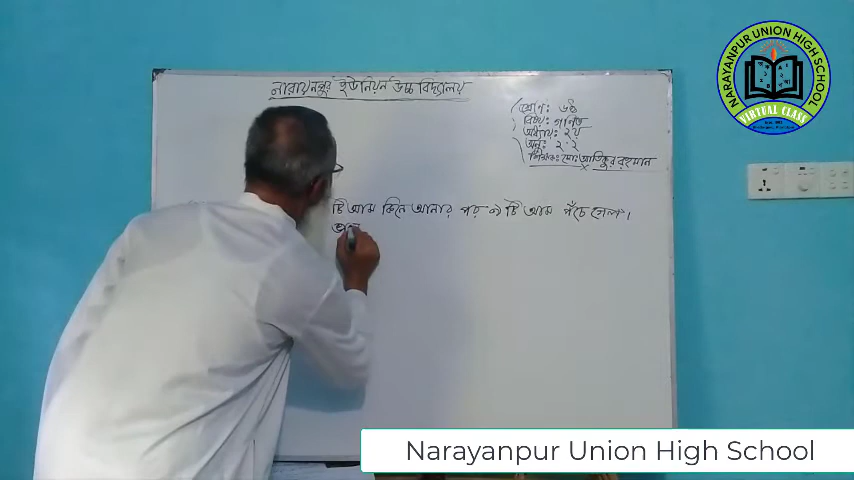 নারায়নপুর ইউনিয়ন উচ্চ বিদ্যালয়
শ্রেণি: ৬ষ্ঠ
বিষয়: গণিত
অধ্যায়: ২য়
অনু: ২.২
শিক্ষক: মো: আতিকুর রহমান
টি আম কিনে আনার পর ৩টি আম পঁচে গেল।
NARAYANPUR UNION HIGH SCHOOL
VIRTUAL CLASS
Narayanpur Union High School